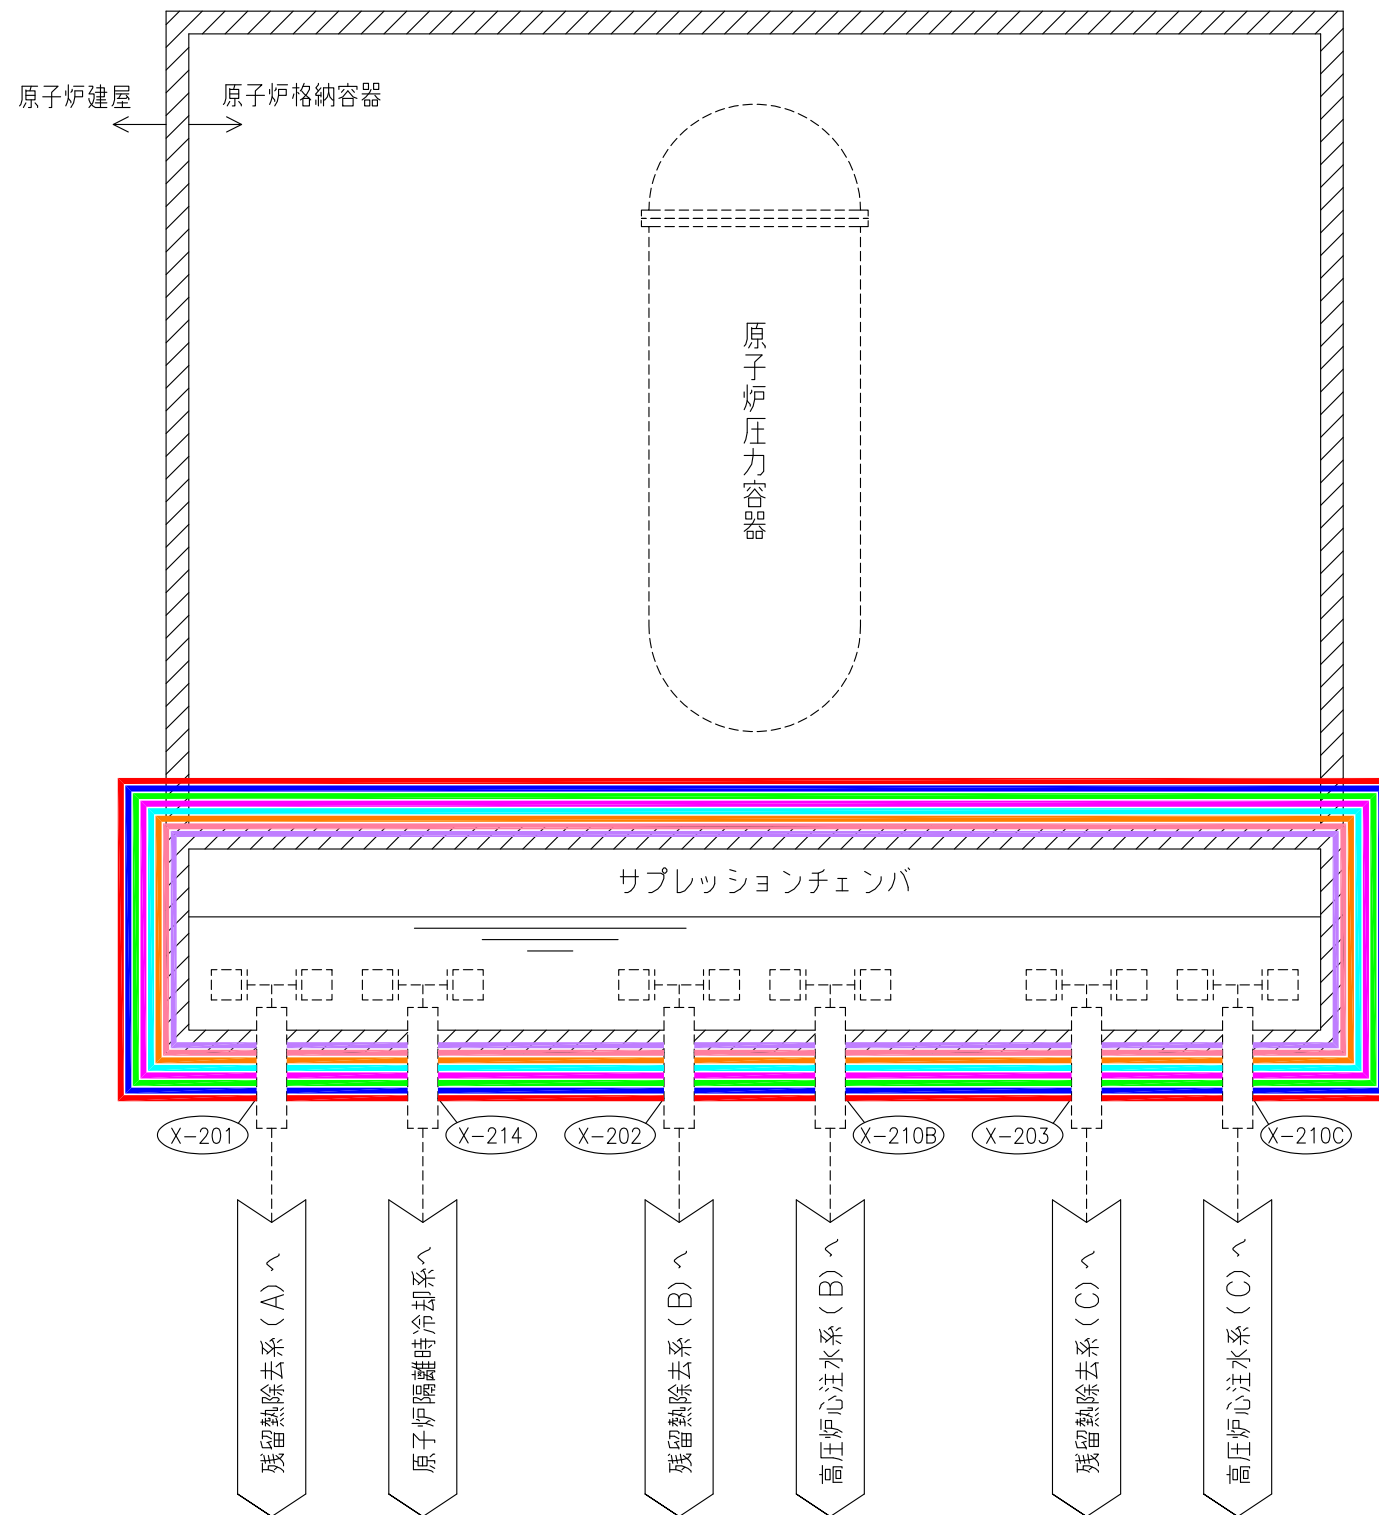 原子炉建屋
原子炉格納容器
原子炉圧力容器
サプレッションチェンバ
X-201
X-214
X-202
X-210B
X-203
X-210C
残留熱除去系(A)へ
原子炉隔離時冷却系へ
残留熱除去系(B)へ
高圧炉心注水系(B)へ
残留熱除去系(C)へ
高圧炉心注水系(C)へ